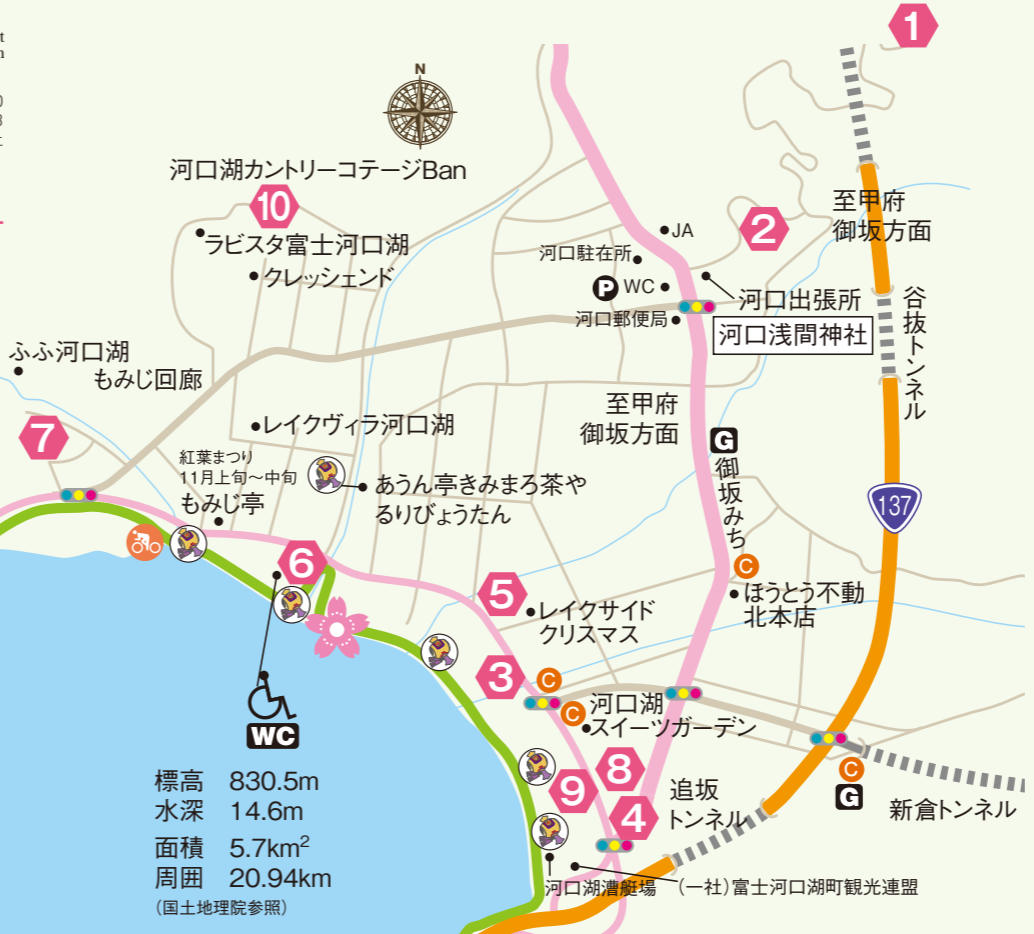 1
N
河口湖カントリーコテージBan
10
ラビスタ富士河口湖
クレッシェンド
JA
2
河口駐在所
P WC
河口郵便局
河口出張所
河口浅間神社
至甲府
御坂方面
谷抜トンネル
ふふ河口湖
もみじ回廊
7
レイクヴィラ河口湖
紅葉まつり
11月上旬～中旬
もみじ亭
あうん亭きみまろ茶や
るりびょうたん
至甲府
御坂方面
G
御坂みち
137
C
ほうとう不動
北本店
6
5
レイクサイド
クリスマス
3
C
C
河口湖
スイーツガーデン
WC
8
9
4
追坂
トンネル
C
G
新倉トンネル
標高 830.5m
水深 14.6m
面積 5.7km²
周囲 20.94km
(国土地理院参照)
河口湖漕艇場
(一社)富士河口湖町観光連盟